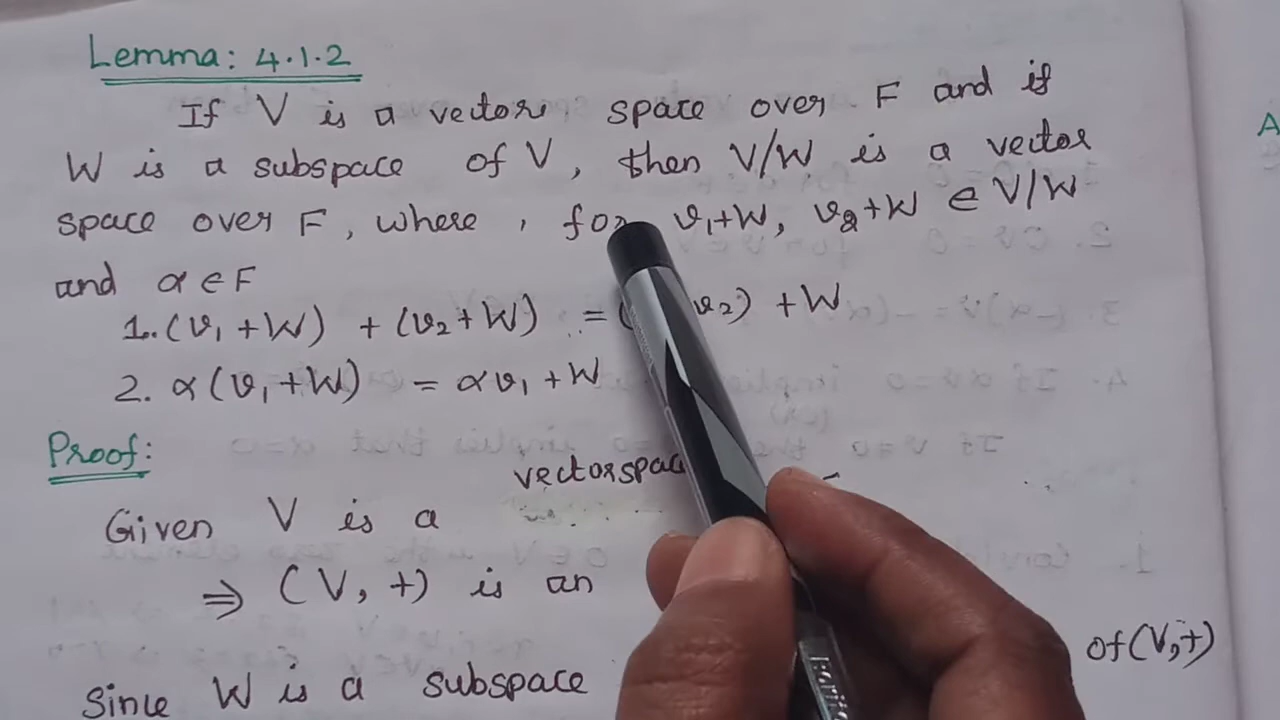 Lemma: 4.1.2
If V is a vector space over F and if
W is a subspace of V, then V/W is a vector
space over F, where, for v₁+W, v₂+W ∈ V/W
and α ∈ F
1. (v₁ + W) + (v₂ + W) = ( v₂) + W
2. α(v₁ + W) = αv₁ + W
Proof:
vectorspac
Given V is a
⇒ (V, +) is an
of (V, +)
Since W is a subspace